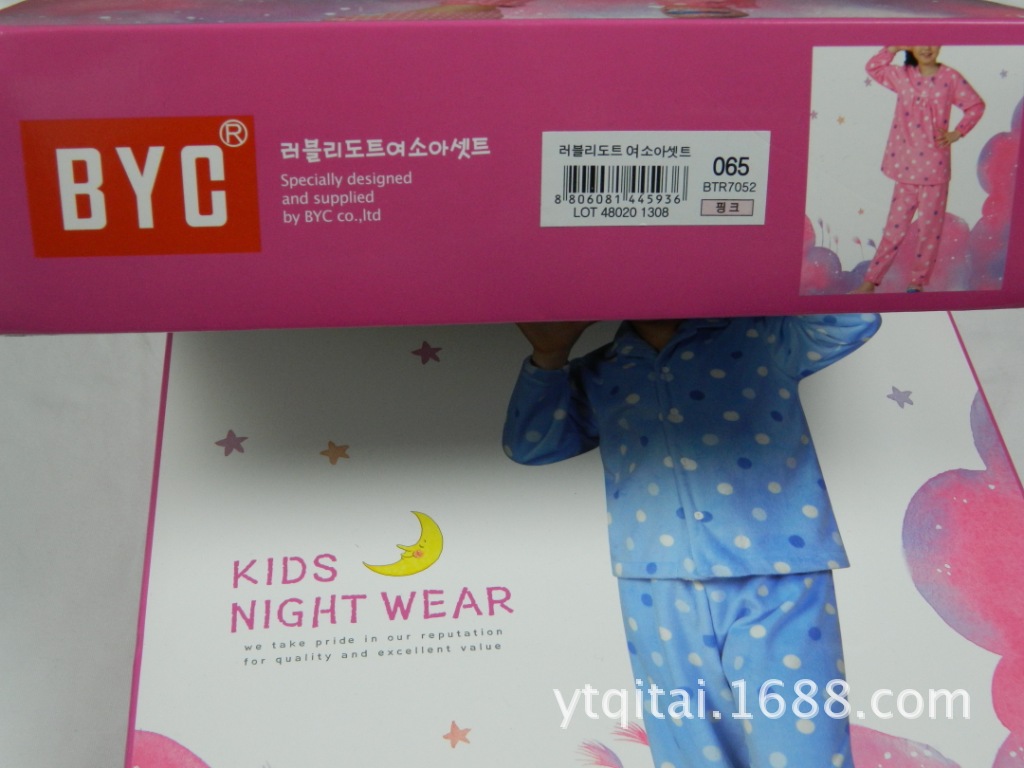 BYC®
러블리도트여소아셋트
Specially designed
and supplied
by BYC co.,ltd
러블리도트 여소아셋트
8 806081 445936
LOT 48020 1308
065
BTR7052
핑크
KIDS
NIGHT WEAR
we take pride in our reputation
for quality and excellent value
ytqitai.1688.com